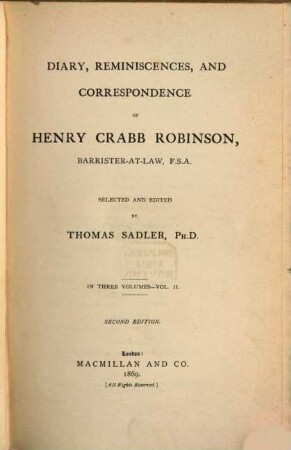 DIARY, REMINISCENCES, AND
CORRESPONDENCE
OF
HENRY CRABB ROBINSON,
BARRISTER-AT-LAW, F.S.A.
SELECTED AND EDITED
BY
THOMAS SADLER, PH.D.
IN THREE VOLUMES—VOL. II.
SECOND EDITION.
London:
MACMILLAN AND CO.
1869.
[All Rights Reserved.]